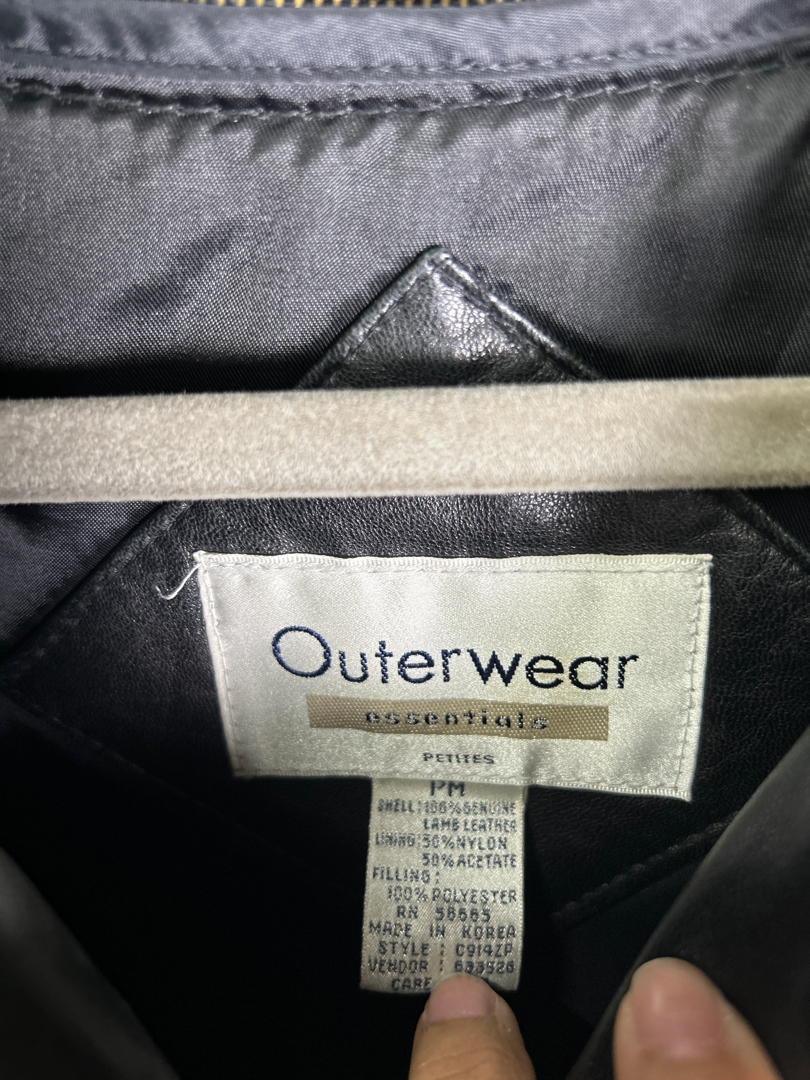 Outerwear
essentials
PETITES
PM
SHELL:100%GENUINE
LAMB LEATHER
LINING:50%NYLON
50%ACETATE
FILLING:
100%POLYESTER
RN 58665
MADE IN KOREA
STYLE : C914ZP
VENDOR : 633926
CARE